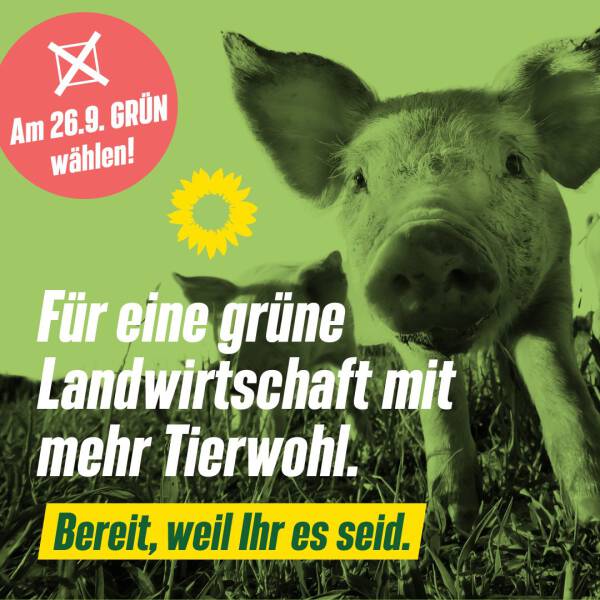 Am 26.9. GRÜN
wählen!
Für eine grüne
Landwirtschaft mit
mehr Tierwohl.
Bereit, weil Ihr es seid.